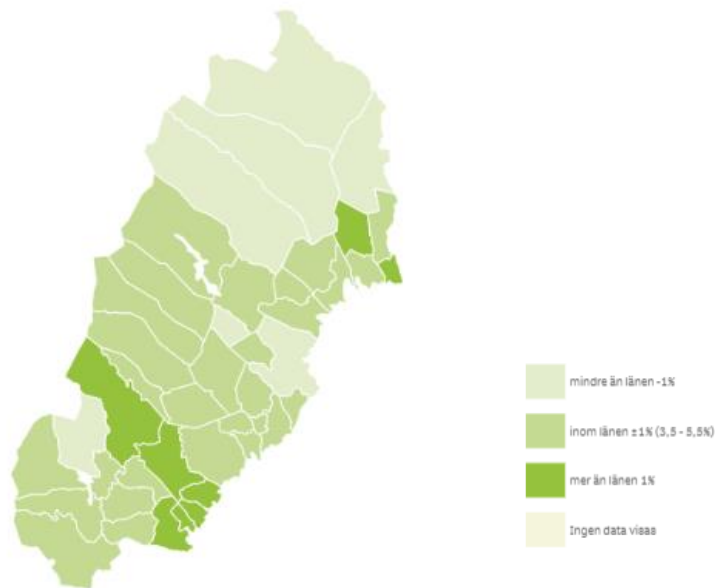 mindre än länen -1%
inom länen ±1% (3,5 - 5,5%)
mer än länen 1%
Ingen data visas